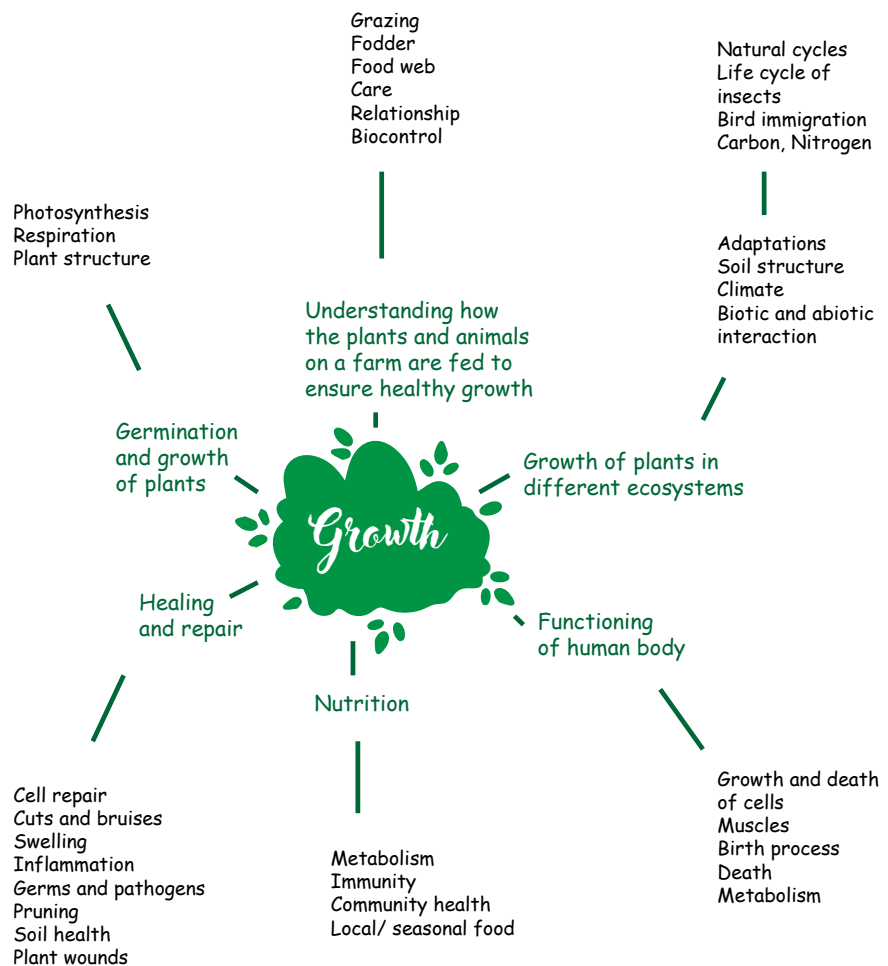 Grazing
Fodder
Food web
Care
Relationship
Biocontrol
Natural cycles
Life cycle of
insects
Bird immigration
Carbon, Nitrogen
Photosynthesis
Respiration
Plant structure
Adaptations
Soil structure
Climate
Biotic and abiotic
interaction
Understanding how
the plants and animals
on a farm are fed to
ensure healthy growth
Germination
and growth
of plants
Growth of plants in
different ecosystems
Growth
Healing
and repair
Functioning
of human body
Nutrition
Cell repair
Cuts and bruises
Swelling
Inflammation
Germs and pathogens
Pruning
Soil health
Plant wounds
Metabolism
Immunity
Community health
Local/ seasonal food
Growth and death
of cells
Muscles
Birth process
Death
Metabolism